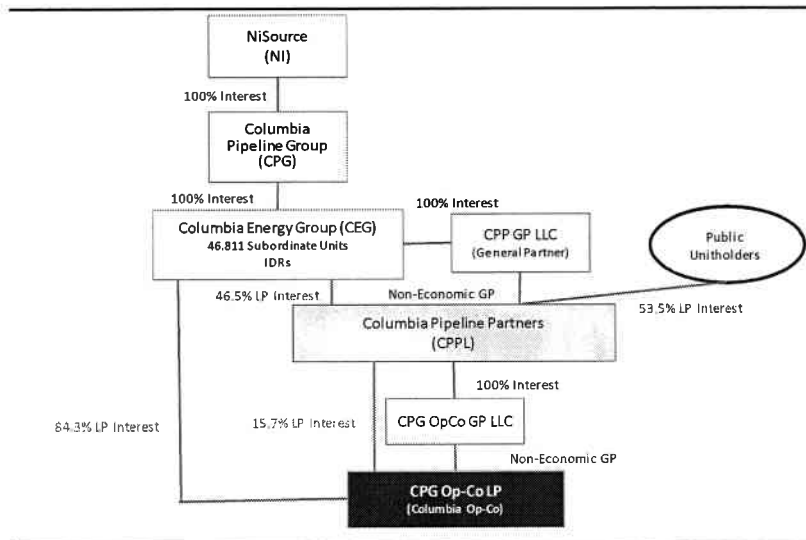 NiSource
(NI)
100% Interest
Columbia
Pipeline Group
(CPG)
100% Interest
100% Interest
Columbia Energy Group (CEG)
46.811 Subordinate Units
IDRs
CPP GP LLC
(General Partner)
Public
Unitholders
46.5% LP Interest
Non-Economic GP
53.5% LP Interest
Columbia Pipeline Partners
(CPPL)
100% Interest
84.3% LP Interest
15.7% LP Interest
CPG OpCo GP LLC
Non-Economic GP
CPG Op-Co LP
(Columbia Op-Co)